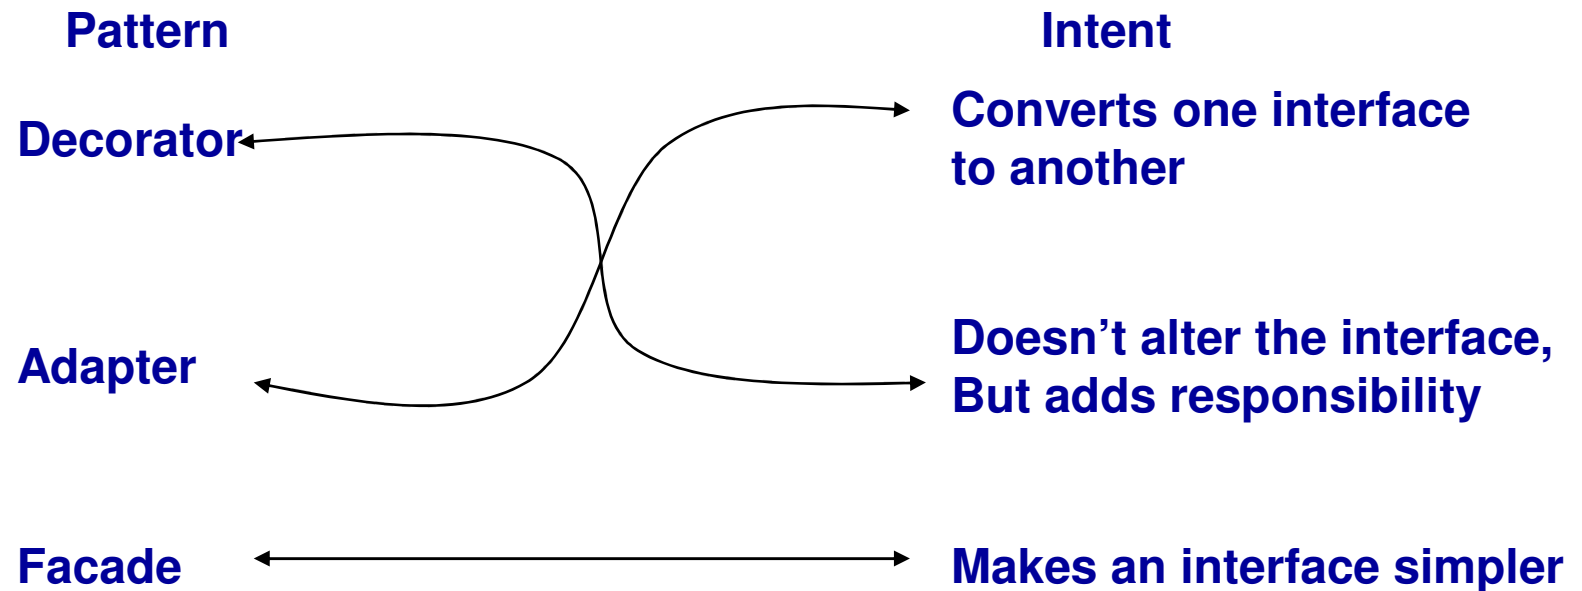 Pattern
Intent
Decorator
Converts one interface
to another
Adapter
Doesn’t alter the interface,
But adds responsibility
Facade
Makes an interface simpler